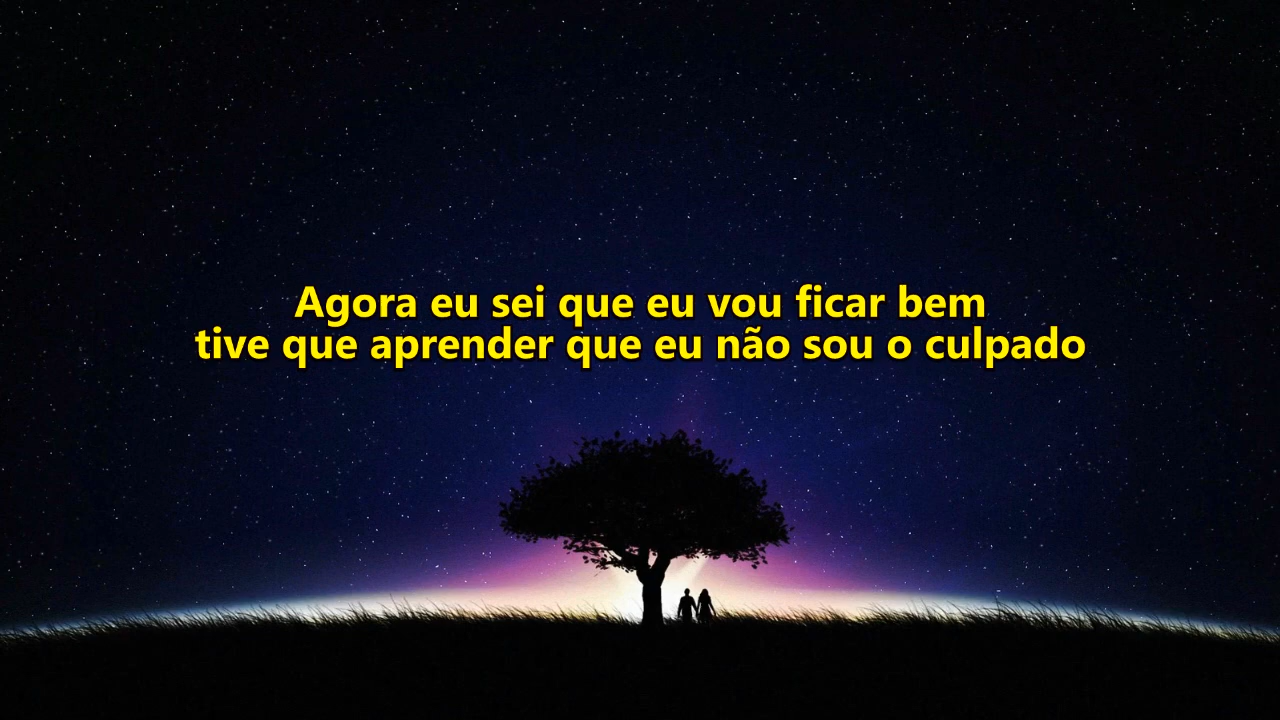 Agora eu sei que eu vou ficar bem
tive que aprender que eu não sou o culpado